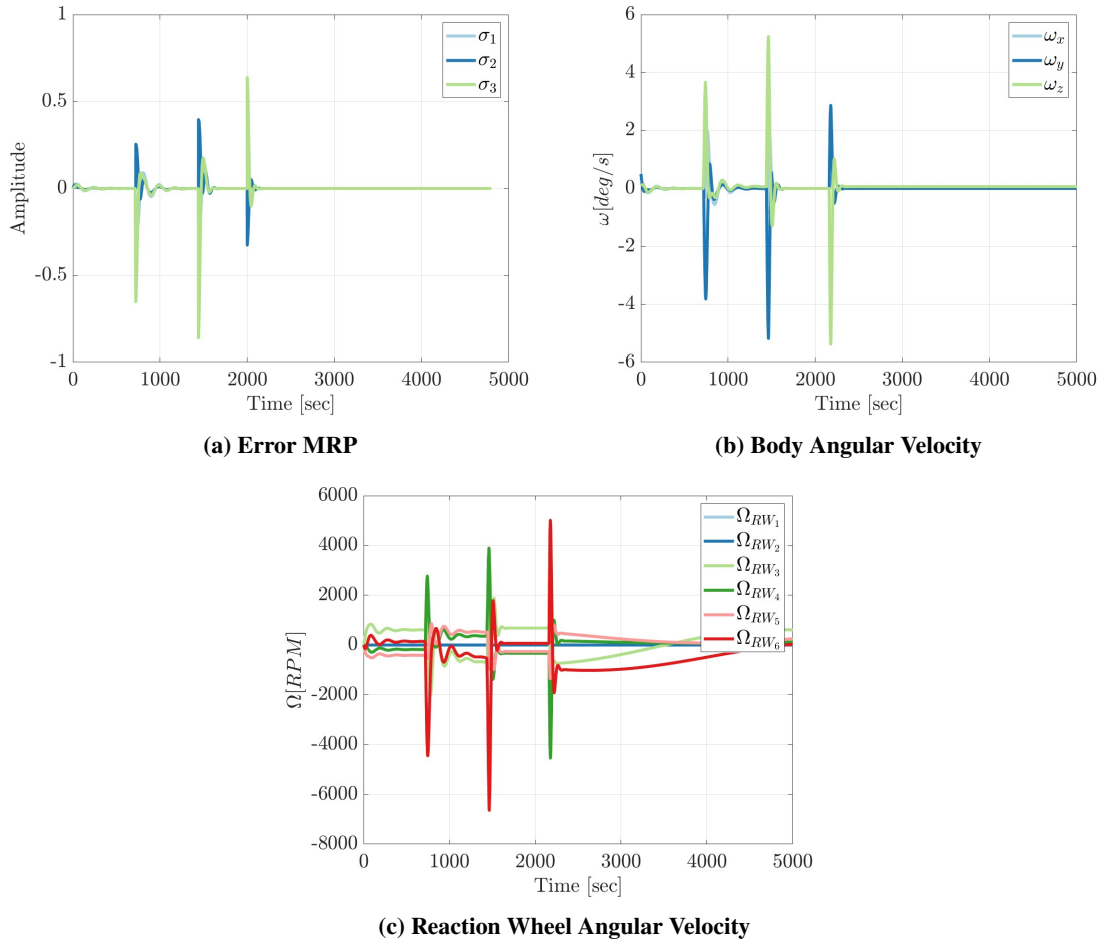 1
0.5
0
-0.5
-1
Amplitude
σ1
σ2
σ3
0 1000 2000 3000 4000 5000
Time [sec]
(a) Error MRP
6
4
2
0
-2
-4
-6
ω[deg/s]
ωx
ωy
ωz
0 1000 2000 3000 4000 5000
Time [sec]
(b) Body Angular Velocity
6000
4000
2000
0
-2000
-4000
-6000
-8000
Ω[RPM]
ΩRW1
ΩRW2
ΩRW3
ΩRW4
ΩRW5
ΩRW6
0 1000 2000 3000 4000 5000
Time [sec]
(c) Reaction Wheel Angular Velocity